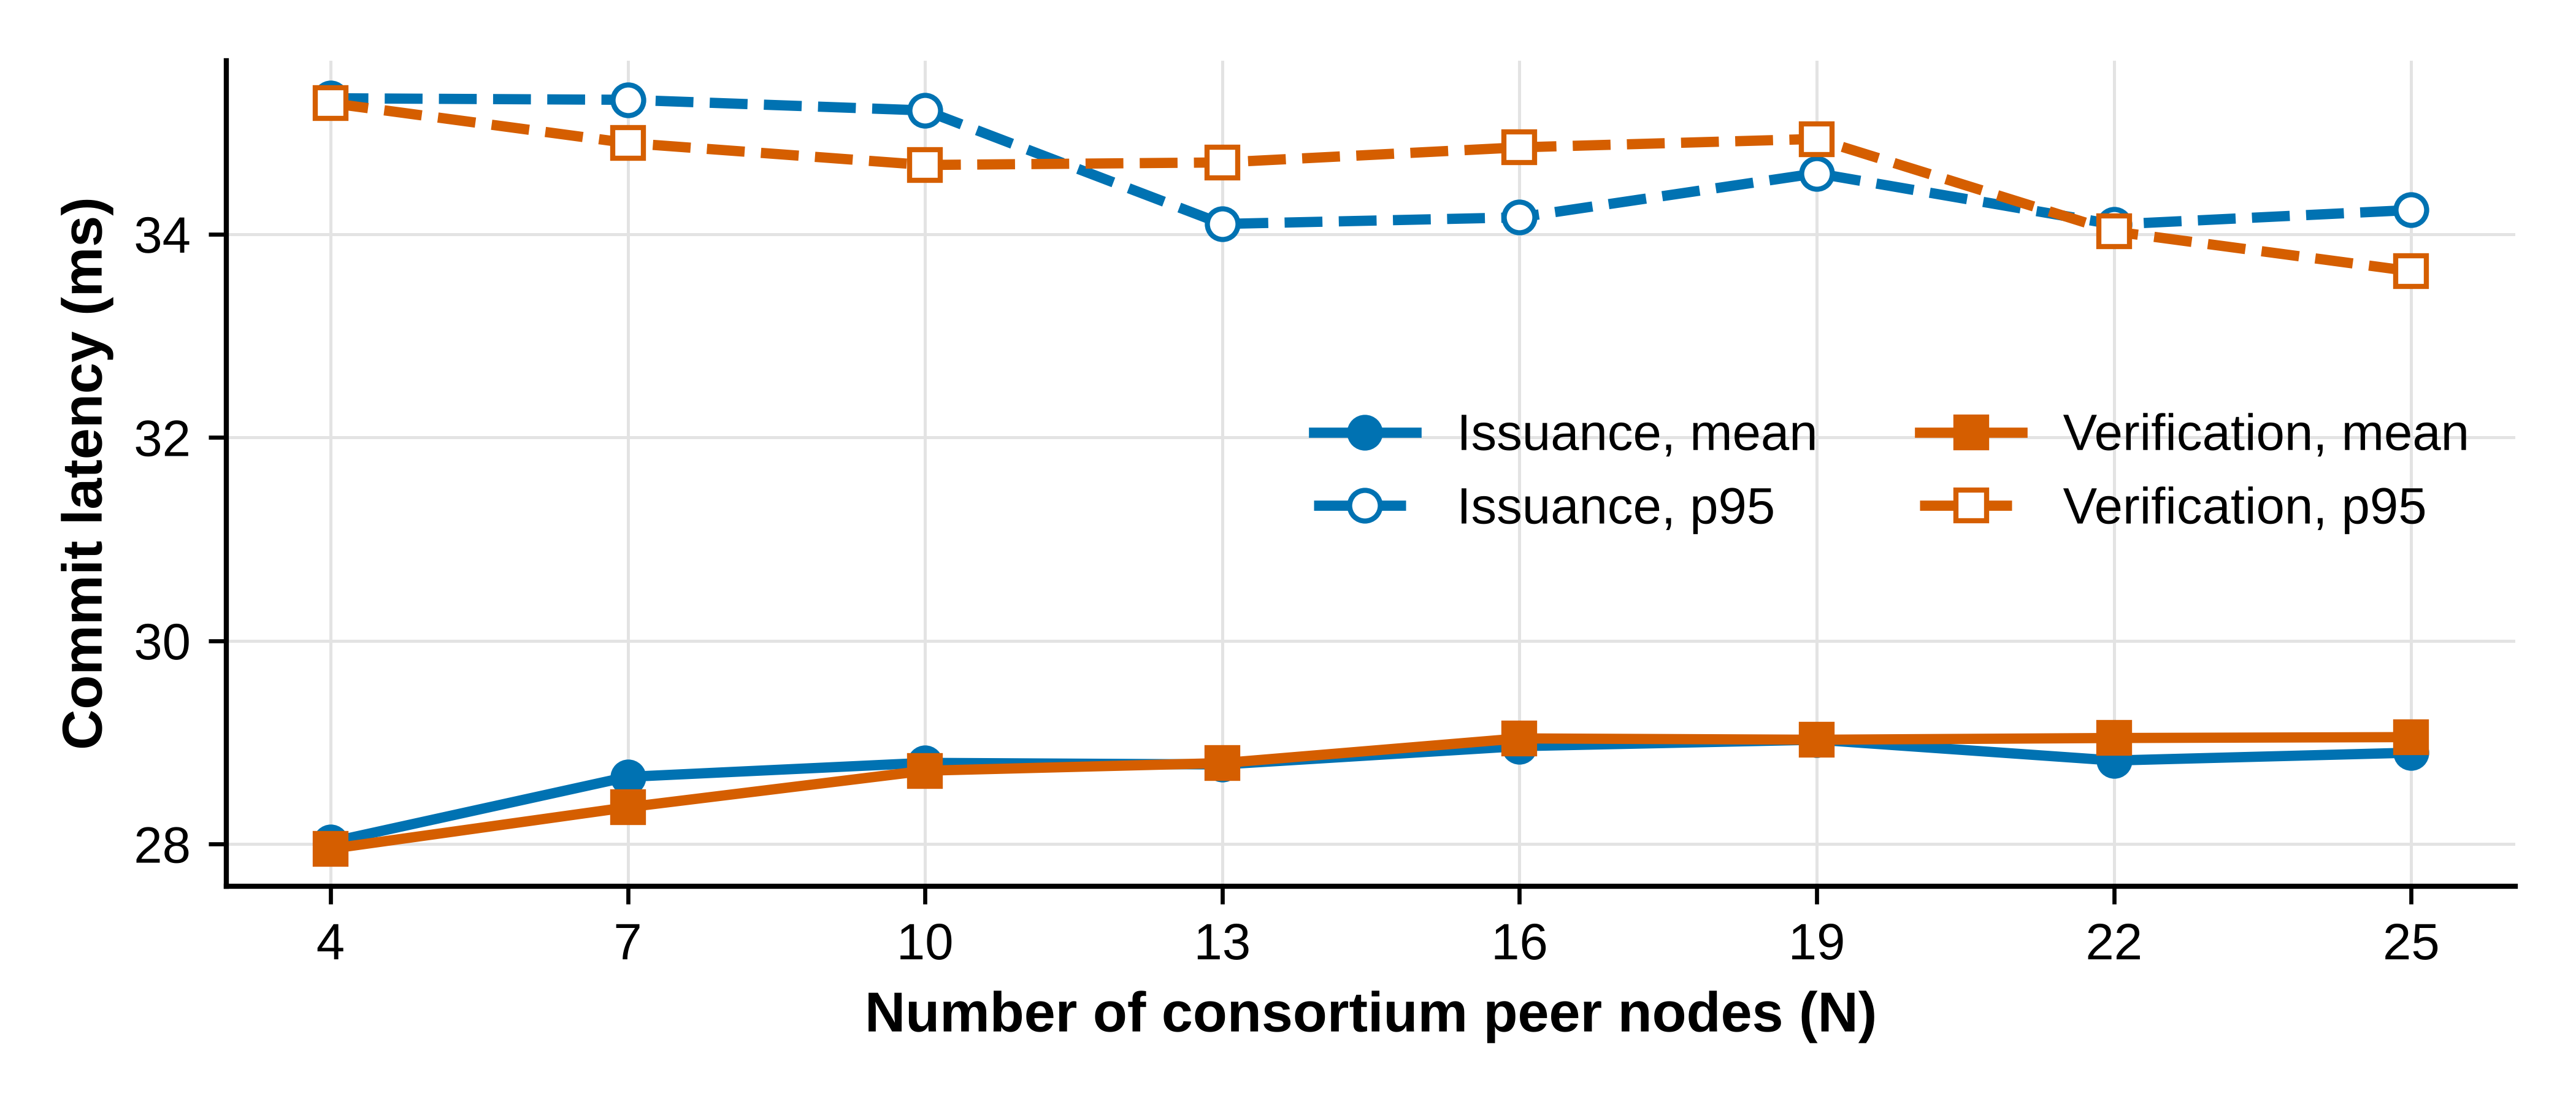 Commit latency (ms)
34
32
30
28
Issuance, mean
Verification, mean
Issuance, p95
Verification, p95
4 7 10 13 16 19 22 25
Number of consortium peer nodes (N)